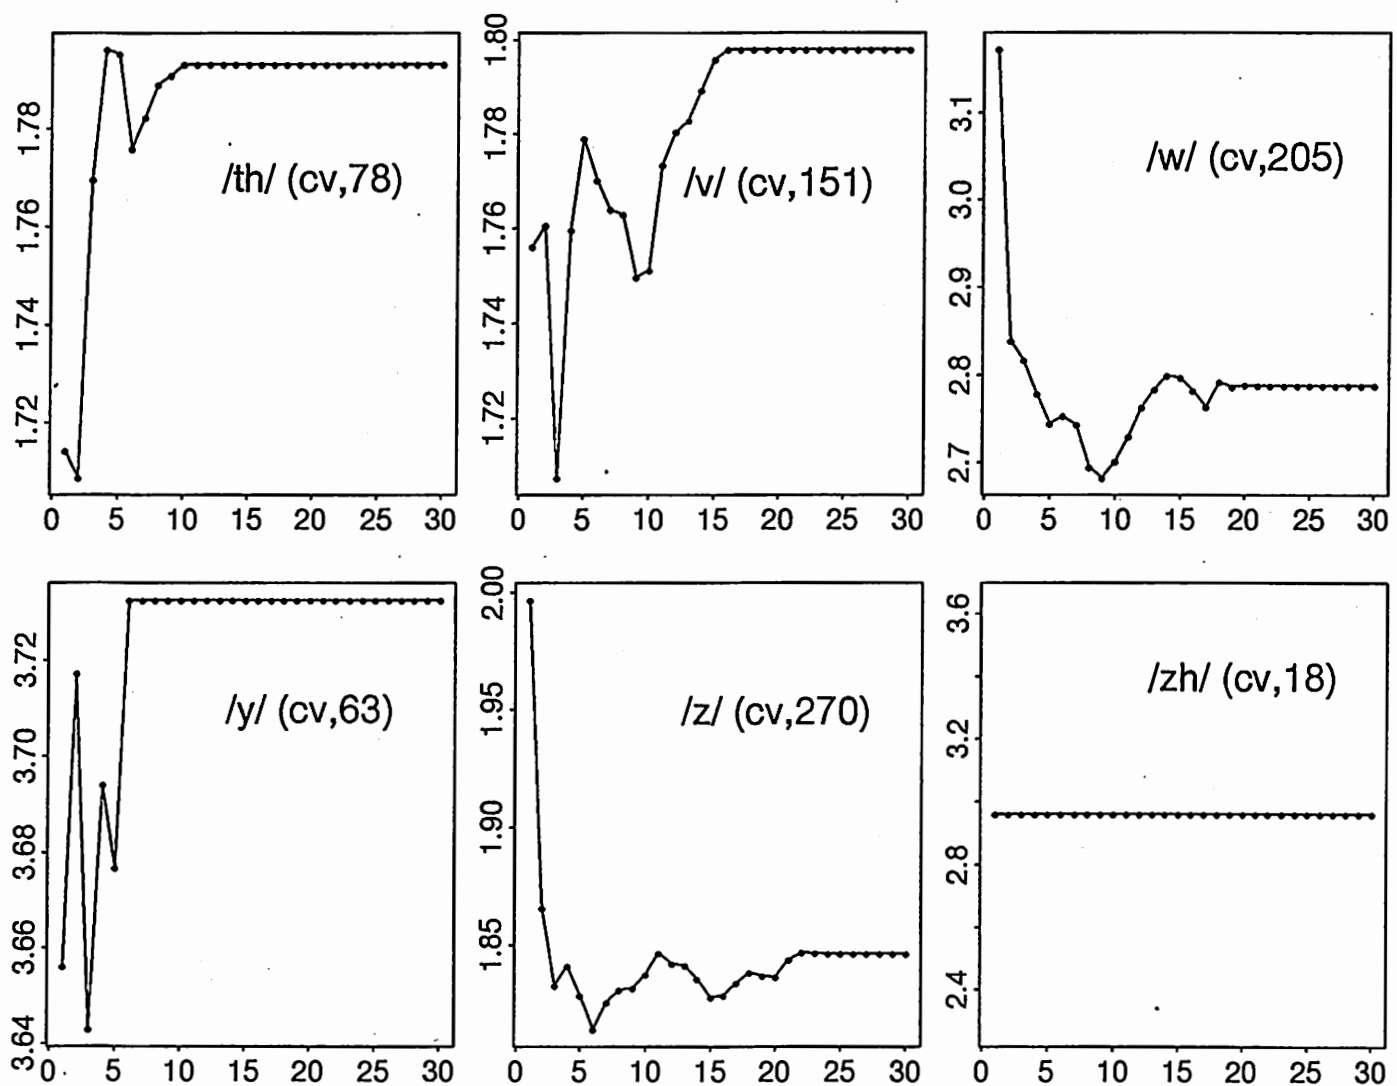 1.78
1.76
1.74
1.72
/th/ (cv,78)
0 5 10 15 20 25 30
1.80
1.78
1.76
1.74
1.72
/v/ (cv,151)
0 5 10 15 20 25 30
3.1
3.0
2.9
2.8
2.7
/w/ (cv,205)
0 5 10 15 20 25 30
3.72
3.70
3.68
3.66
3.64
/y/ (cv,63)
0 5 10 15 20 25 30
2.00
1.95
1.90
1.85
/z/ (cv,270)
0 5 10 15 20 25 30
3.6
3.2
2.8
2.4
/zh/ (cv,18)
0 5 10 15 20 25 30